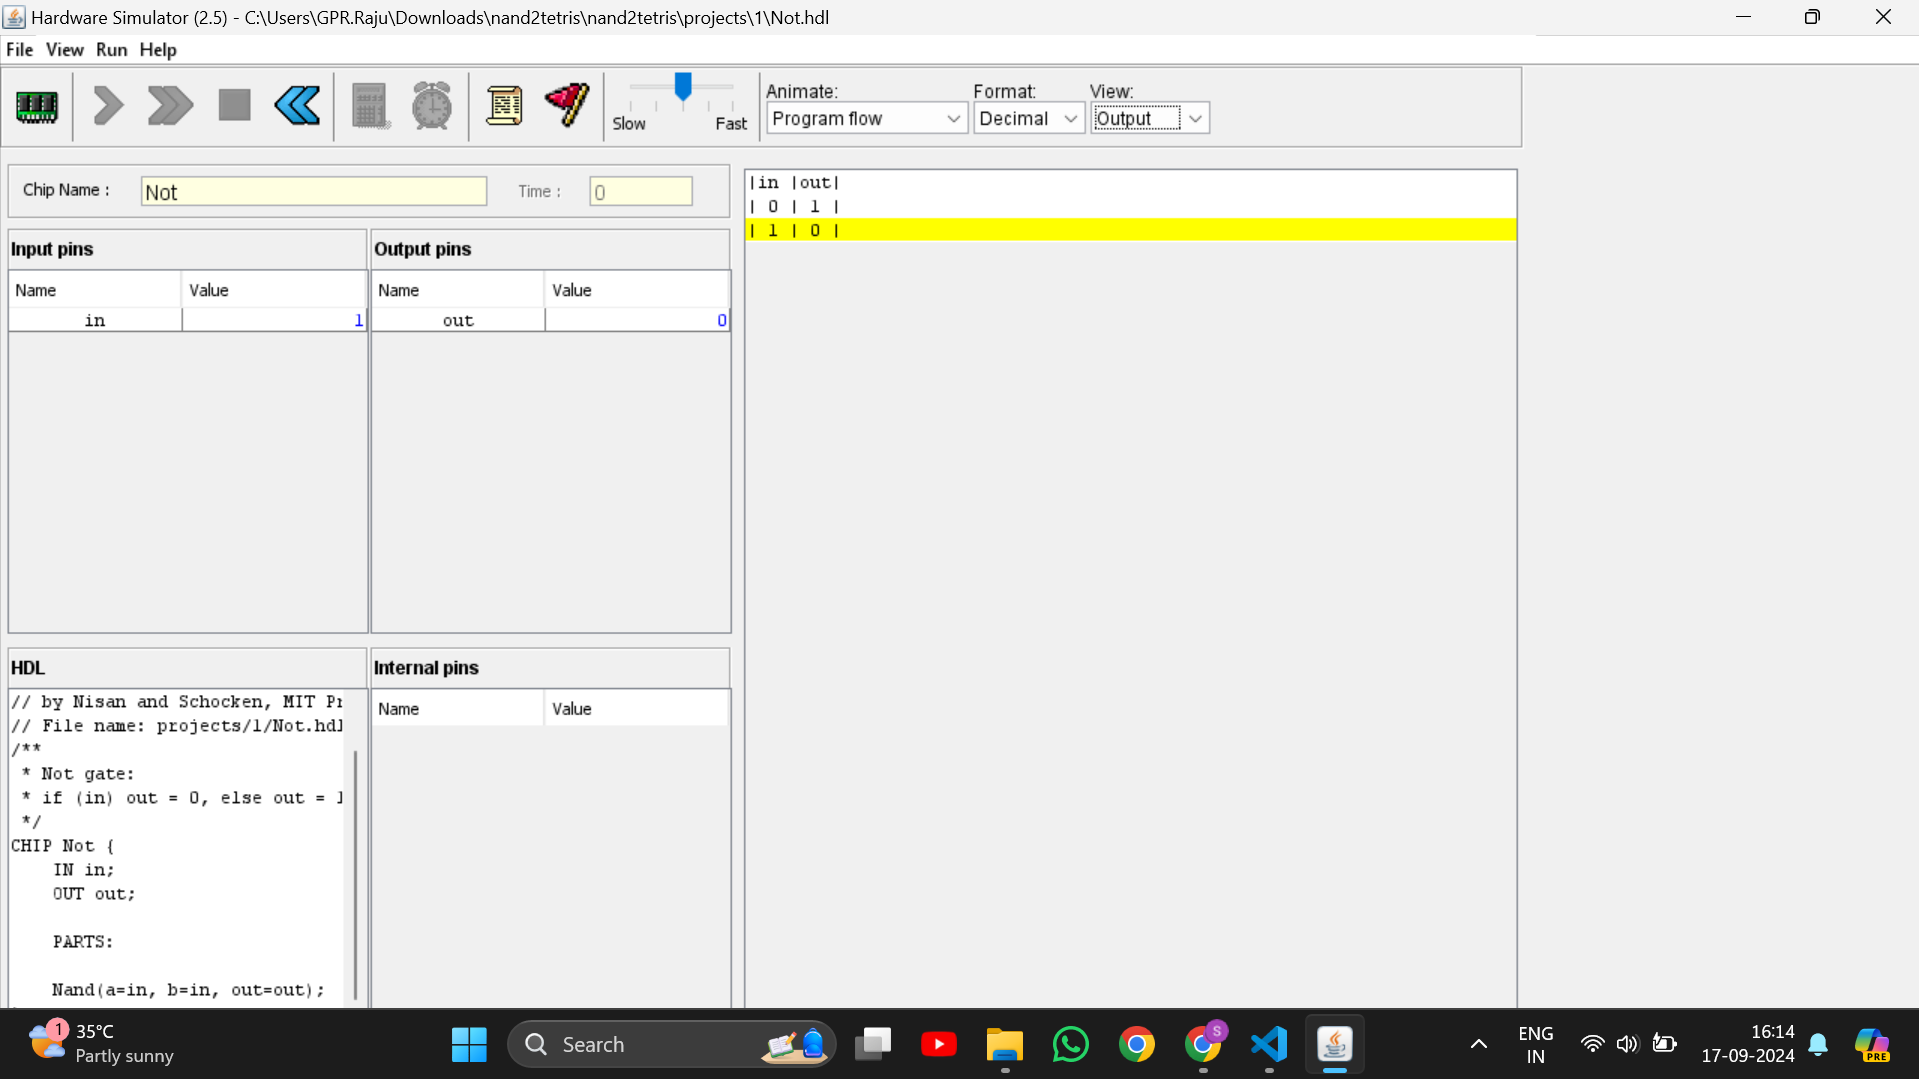 Hardware Simulator (2.5) - C:\Users\GPR.Raju\Downloads\nand2tetris\nand2tetris\projects\1\Not.hdl
File View Run Help
Slow Fast
Animate: Format: View:
Program flow Decimal Output
Chip Name : Not Time : 0
Input pins Output pins
Name Value Name Value
in 1 out 0
|in |out|
| 0 | 1 |
| 1 | 0 |
HDL Internal pins
Name Value
// by Nisan and Schocken, MIT Pr
// File name: projects/1/Not.hdl
/**
* Not gate:
* if (in) out = 0, else out = 1
*/
CHIP Not {
IN in;
OUT out;
PARTS:
Nand(a=in, b=in, out=out);
1
35°C
Partly sunny
Search
S
ENG
IN
16:14
17-09-2024
PRE